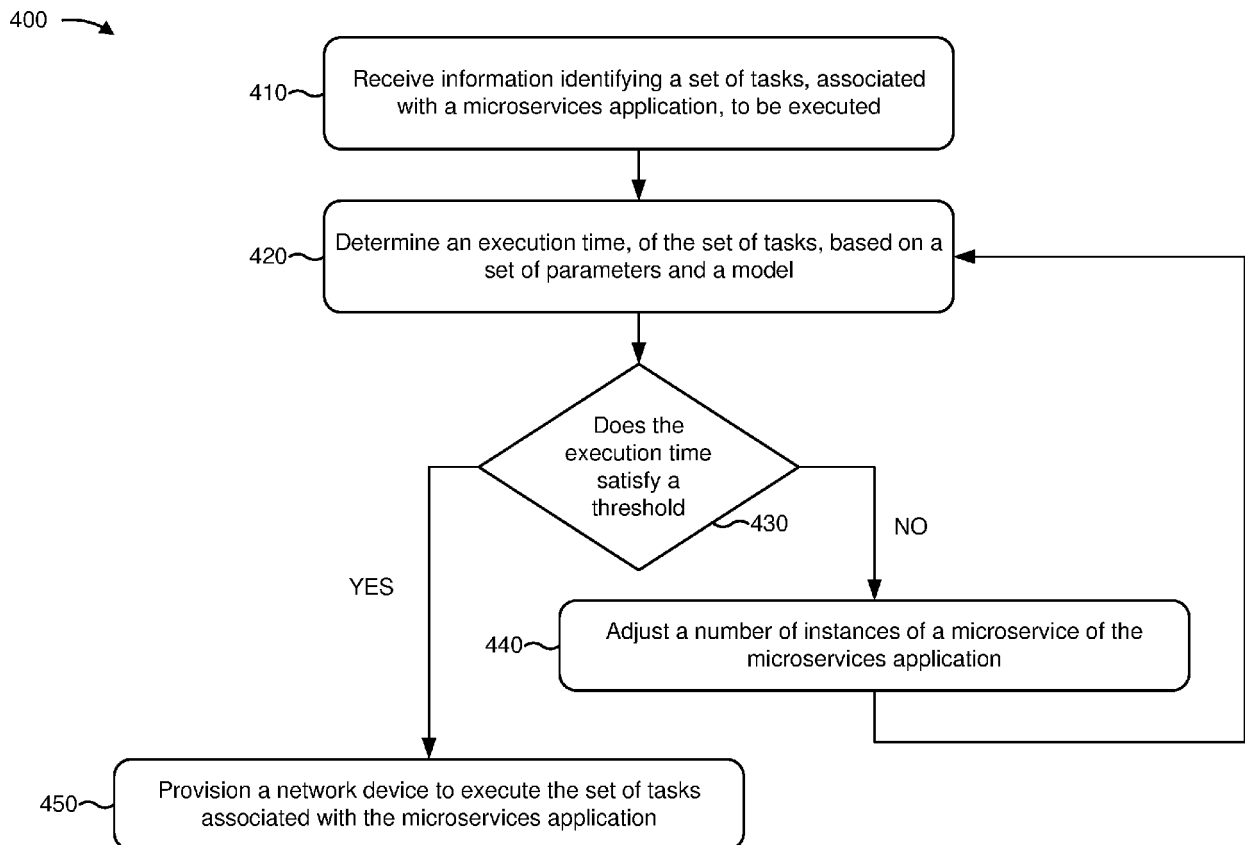 400
Receive information identifying a set of tasks, associated
with a microservices application, to be executed
410
Determine an execution time, of the set of tasks, based on a
set of parameters and a model
420
Does the
execution time
satisfy a
threshold
430
NO
YES
Adjust a number of instances of a microservice of the
microservices application
440
Provision a network device to execute the set of tasks
associated with the microservices application
450